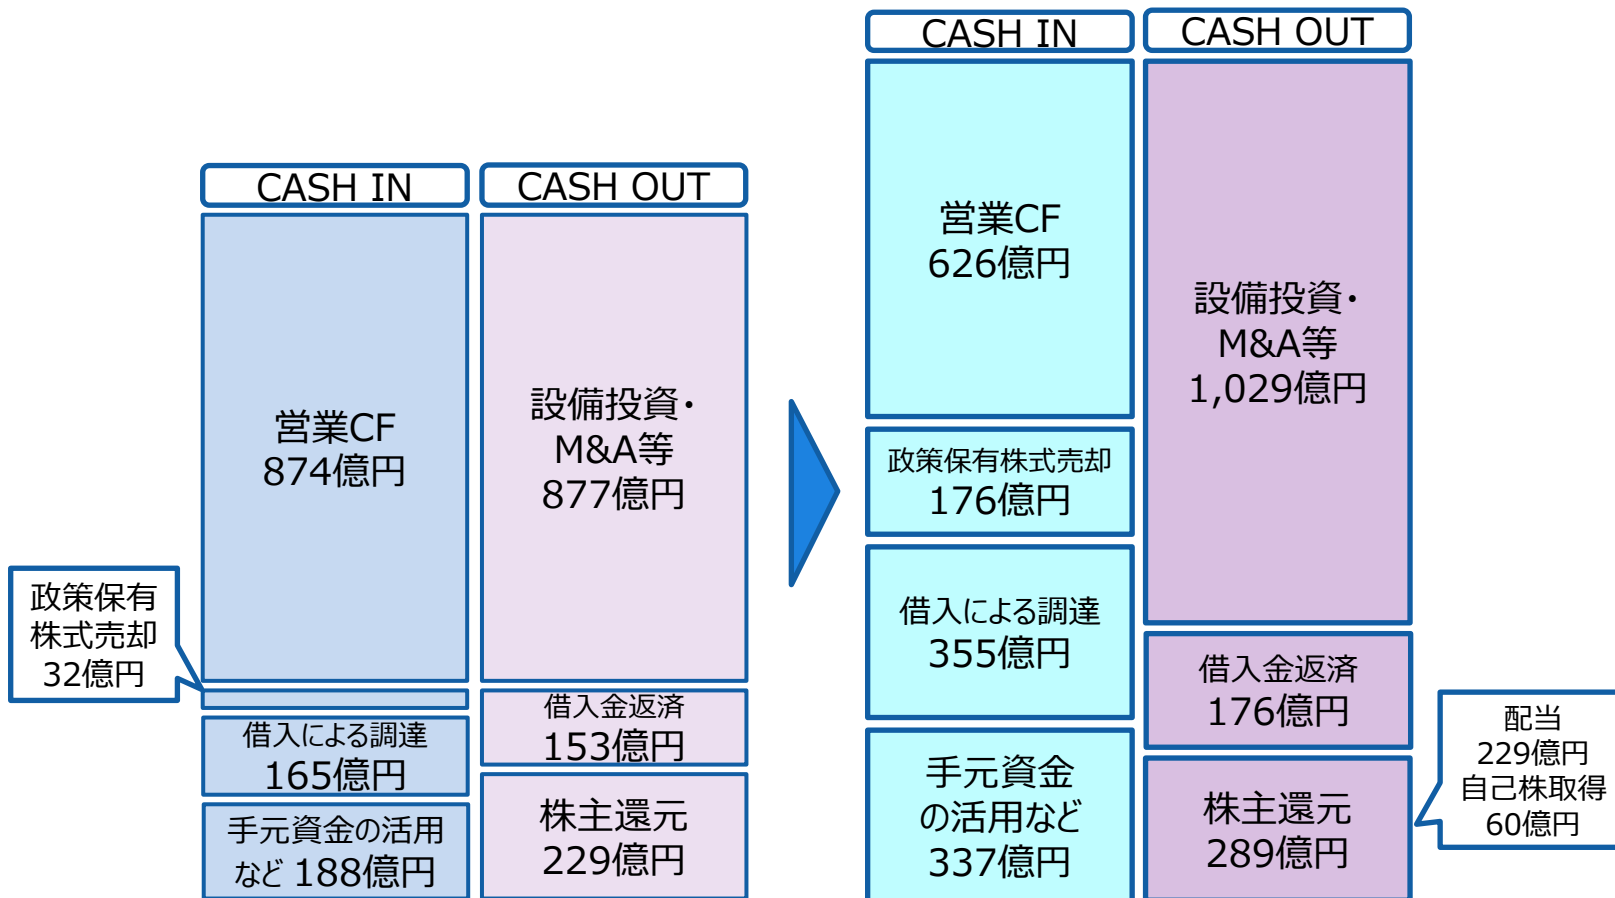 CASH IN
CASH OUT
営業CF
874億円
政策保有
株式売却
32億円
借入による調達
165億円
手元資金の活用
など 188億円
設備投資・
M&A等
877億円
借入金返済
153億円
株主還元
229億円
CASH IN
CASH OUT
営業CF
626億円
政策保有株式売却
176億円
借入による調達
355億円
手元資金
の活用など
337億円
設備投資・
M&A等
1,029億円
借入金返済
176億円
株主還元
289億円
配当
229億円
自己株取得
60億円